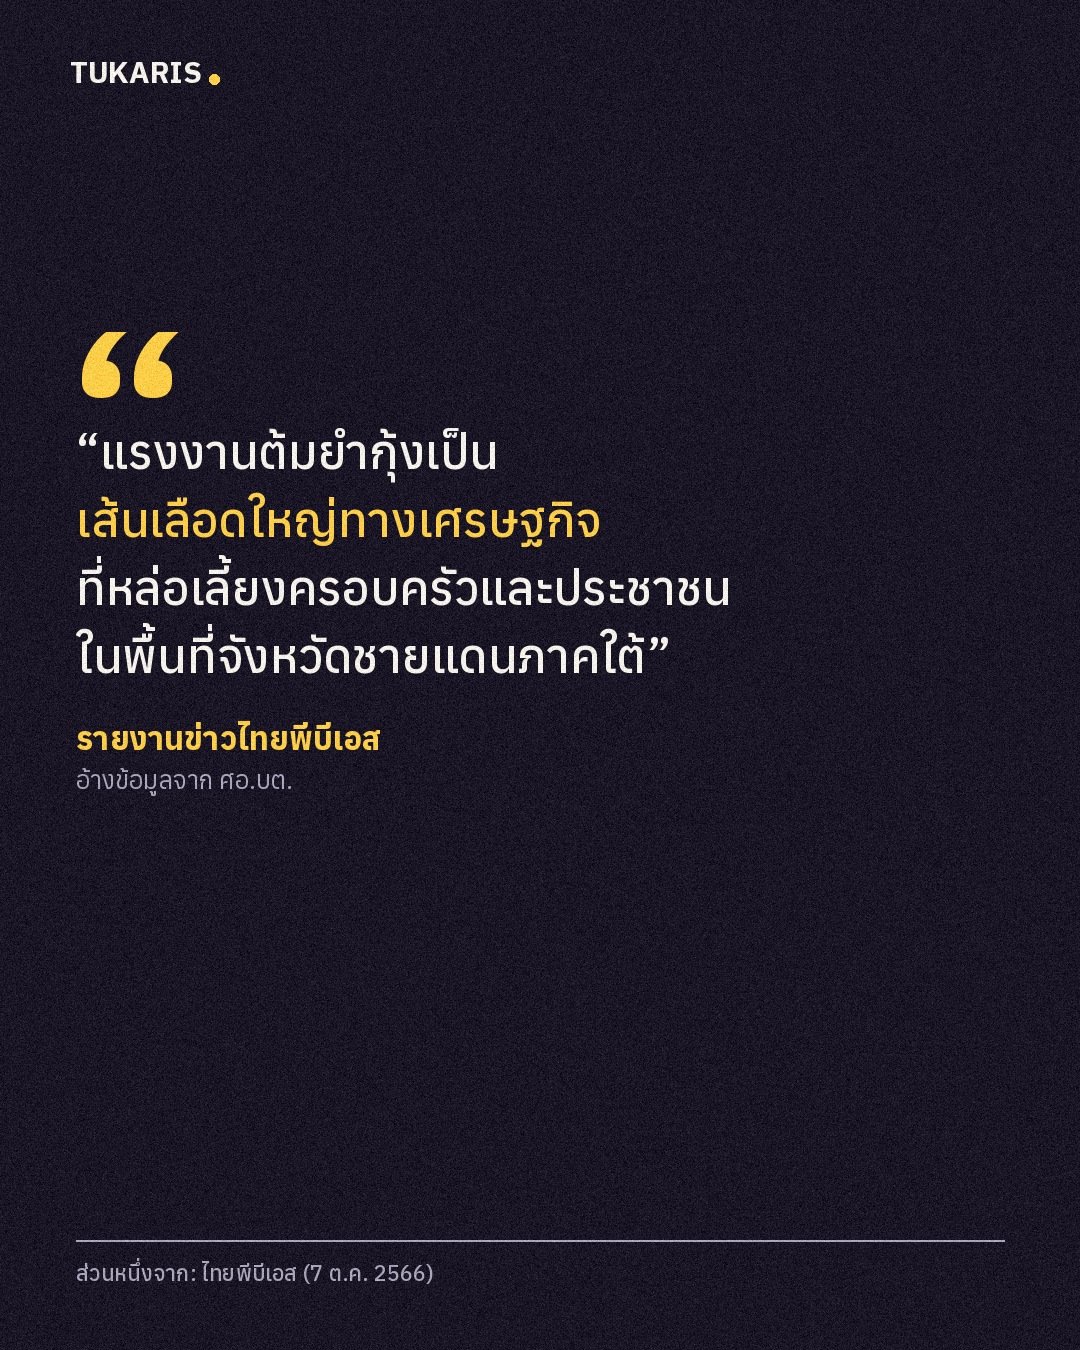 TUKARIS.
“แรงงานต้มยำกุ้งเป็น
เส้นเลือดใหญ่ทางเศรษฐกิจ
ที่หล่อเลี้ยงครอบครัวและประชาชน
ในพื้นที่จังหวัดชายแดนภาคใต้”
รายงานข่าวไทยพีบีเอส
อ้างข้อมูลจาก ศอ.บต.
ส่วนหนึ่งจาก: ไทยพีบีเอส (7 ต.ค. 2566)